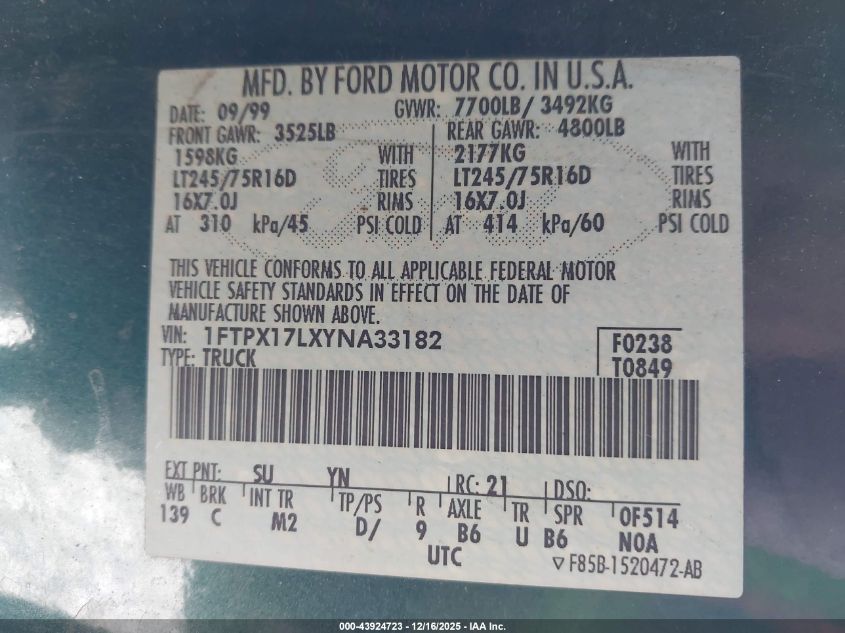 MFD. BY FORD MOTOR CO. IN U.S.A.
DATE: 09/99 GVWR: 7700LB/ 3492KG
FRONT GAWR: 3525LB REAR GAWR: 4800LB
1598KG WITH 2177KG WITH
LT245/75R16D TIRES LT245/75R16D TIRES
16X7.0J RIMS 16X7.0J RIMS
AT 310 kPa/45 PSI COLD AT 414 kPa/60 PSI COLD
THIS VEHICLE CONFORMS TO ALL APPLICABLE FEDERAL MOTOR
VEHICLE SAFETY STANDARDS IN EFFECT ON THE DATE OF
MANUFACTURE SHOWN ABOVE.
VIN: 1FTPX17LXYNA33182 F0238
TYPE: TRUCK T0849
EXT PNT: SU YN RC: 21 DSO:
WB BRK INT TR TP/PS R AXLE TR SPR OF514
139 C M2 D/ 9 B6 U B6 NOA
UTC F85B-1520472-AB
000-43924723 - 12/16/2025 - IAA Inc.